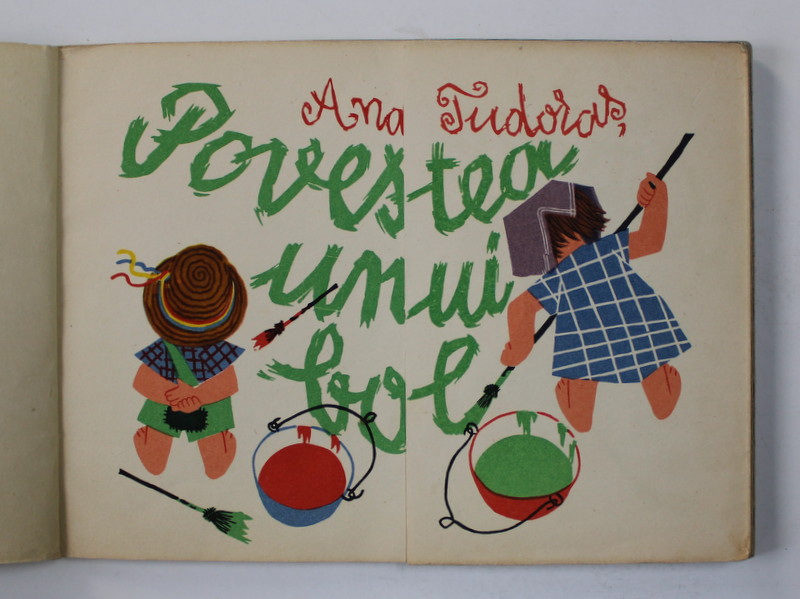 Ana Tudoraș
Povestea
unui
bol